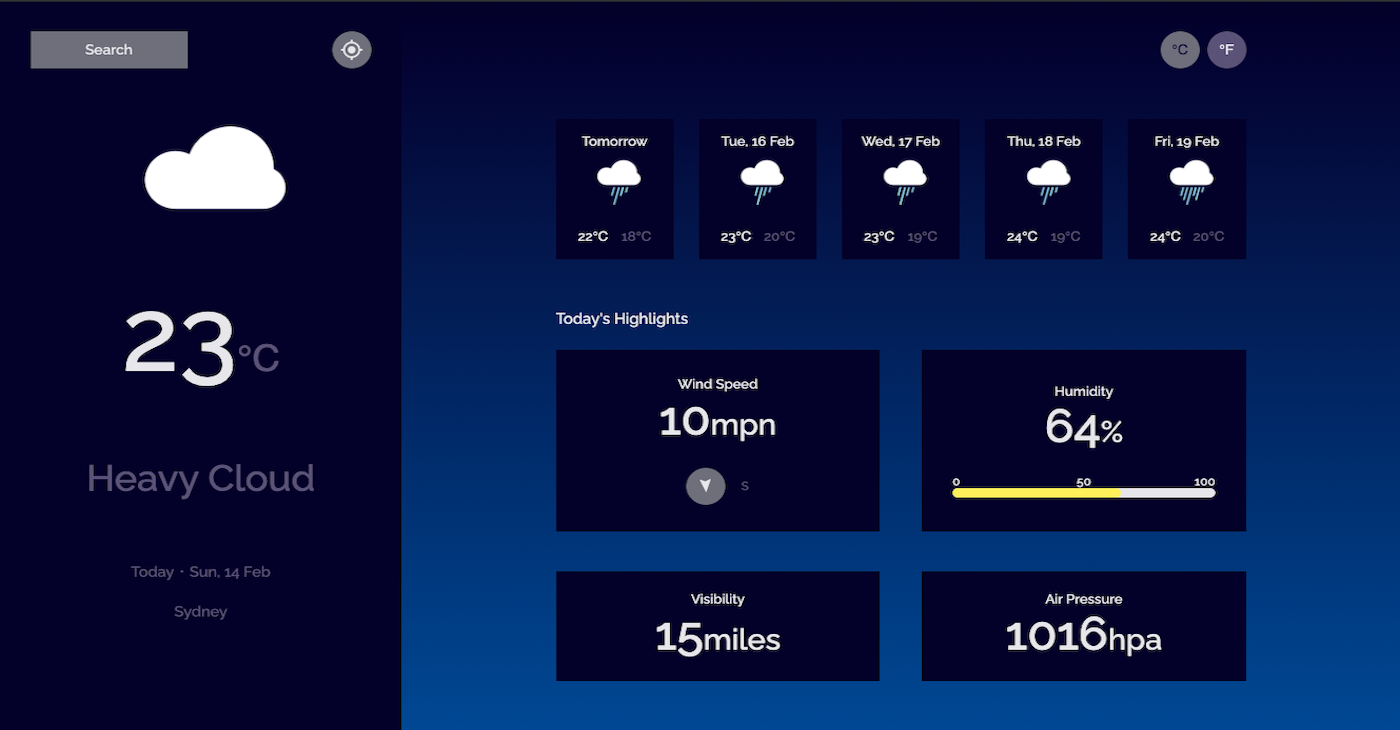 Search
°C °F
23°C
Heavy Cloud
Today • Sun, 14 Feb
Sydney
Tomorrow
22°C 18°C
Tue, 16 Feb
23°C 20°C
Wed, 17 Feb
23°C 19°C
Thu, 18 Feb
24°C 19°C
Fri, 19 Feb
24°C 20°C
Today's Highlights
Wind Speed
10mpn
S
Humidity
64%
0 50 100
Visibility
15miles
Air Pressure
1016hpa